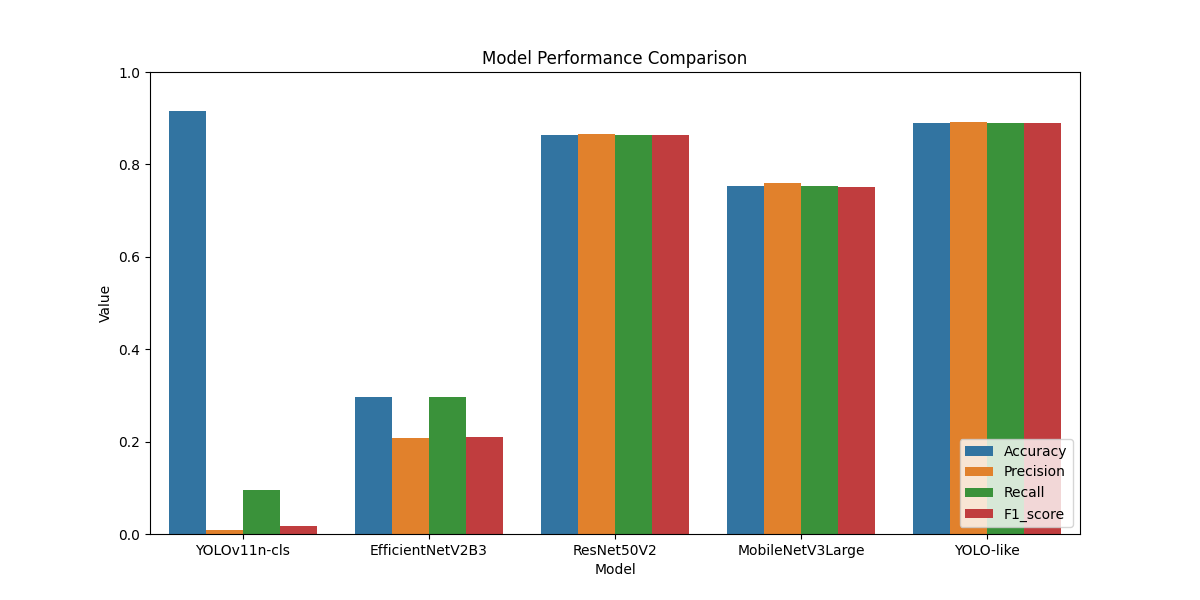 Model Performance Comparison
1.0
0.8
0.6
0.4
0.2
0.0
Value
Accuracy
Precision
Recall
F1_score
YOLOv11n-cls EfficientNetV2B3 ResNet50V2 MobileNetV3Large YOLO-like
Model